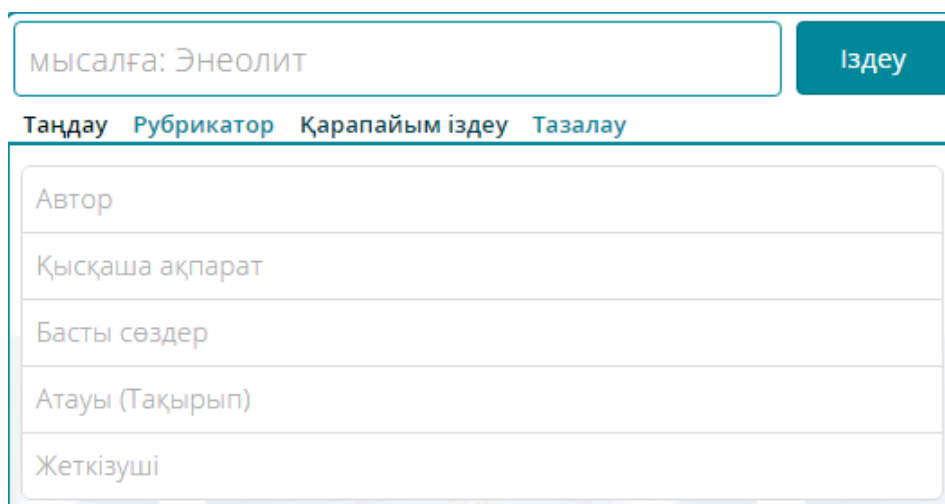 мысалға: Энеолит Іздеу
Таңдау Рубрикатор Қарапайым іздеу Тазалау
Автор
Қысқаша ақпарат
Басты сөздер
Атауы (Тақырып)
Жеткізуші